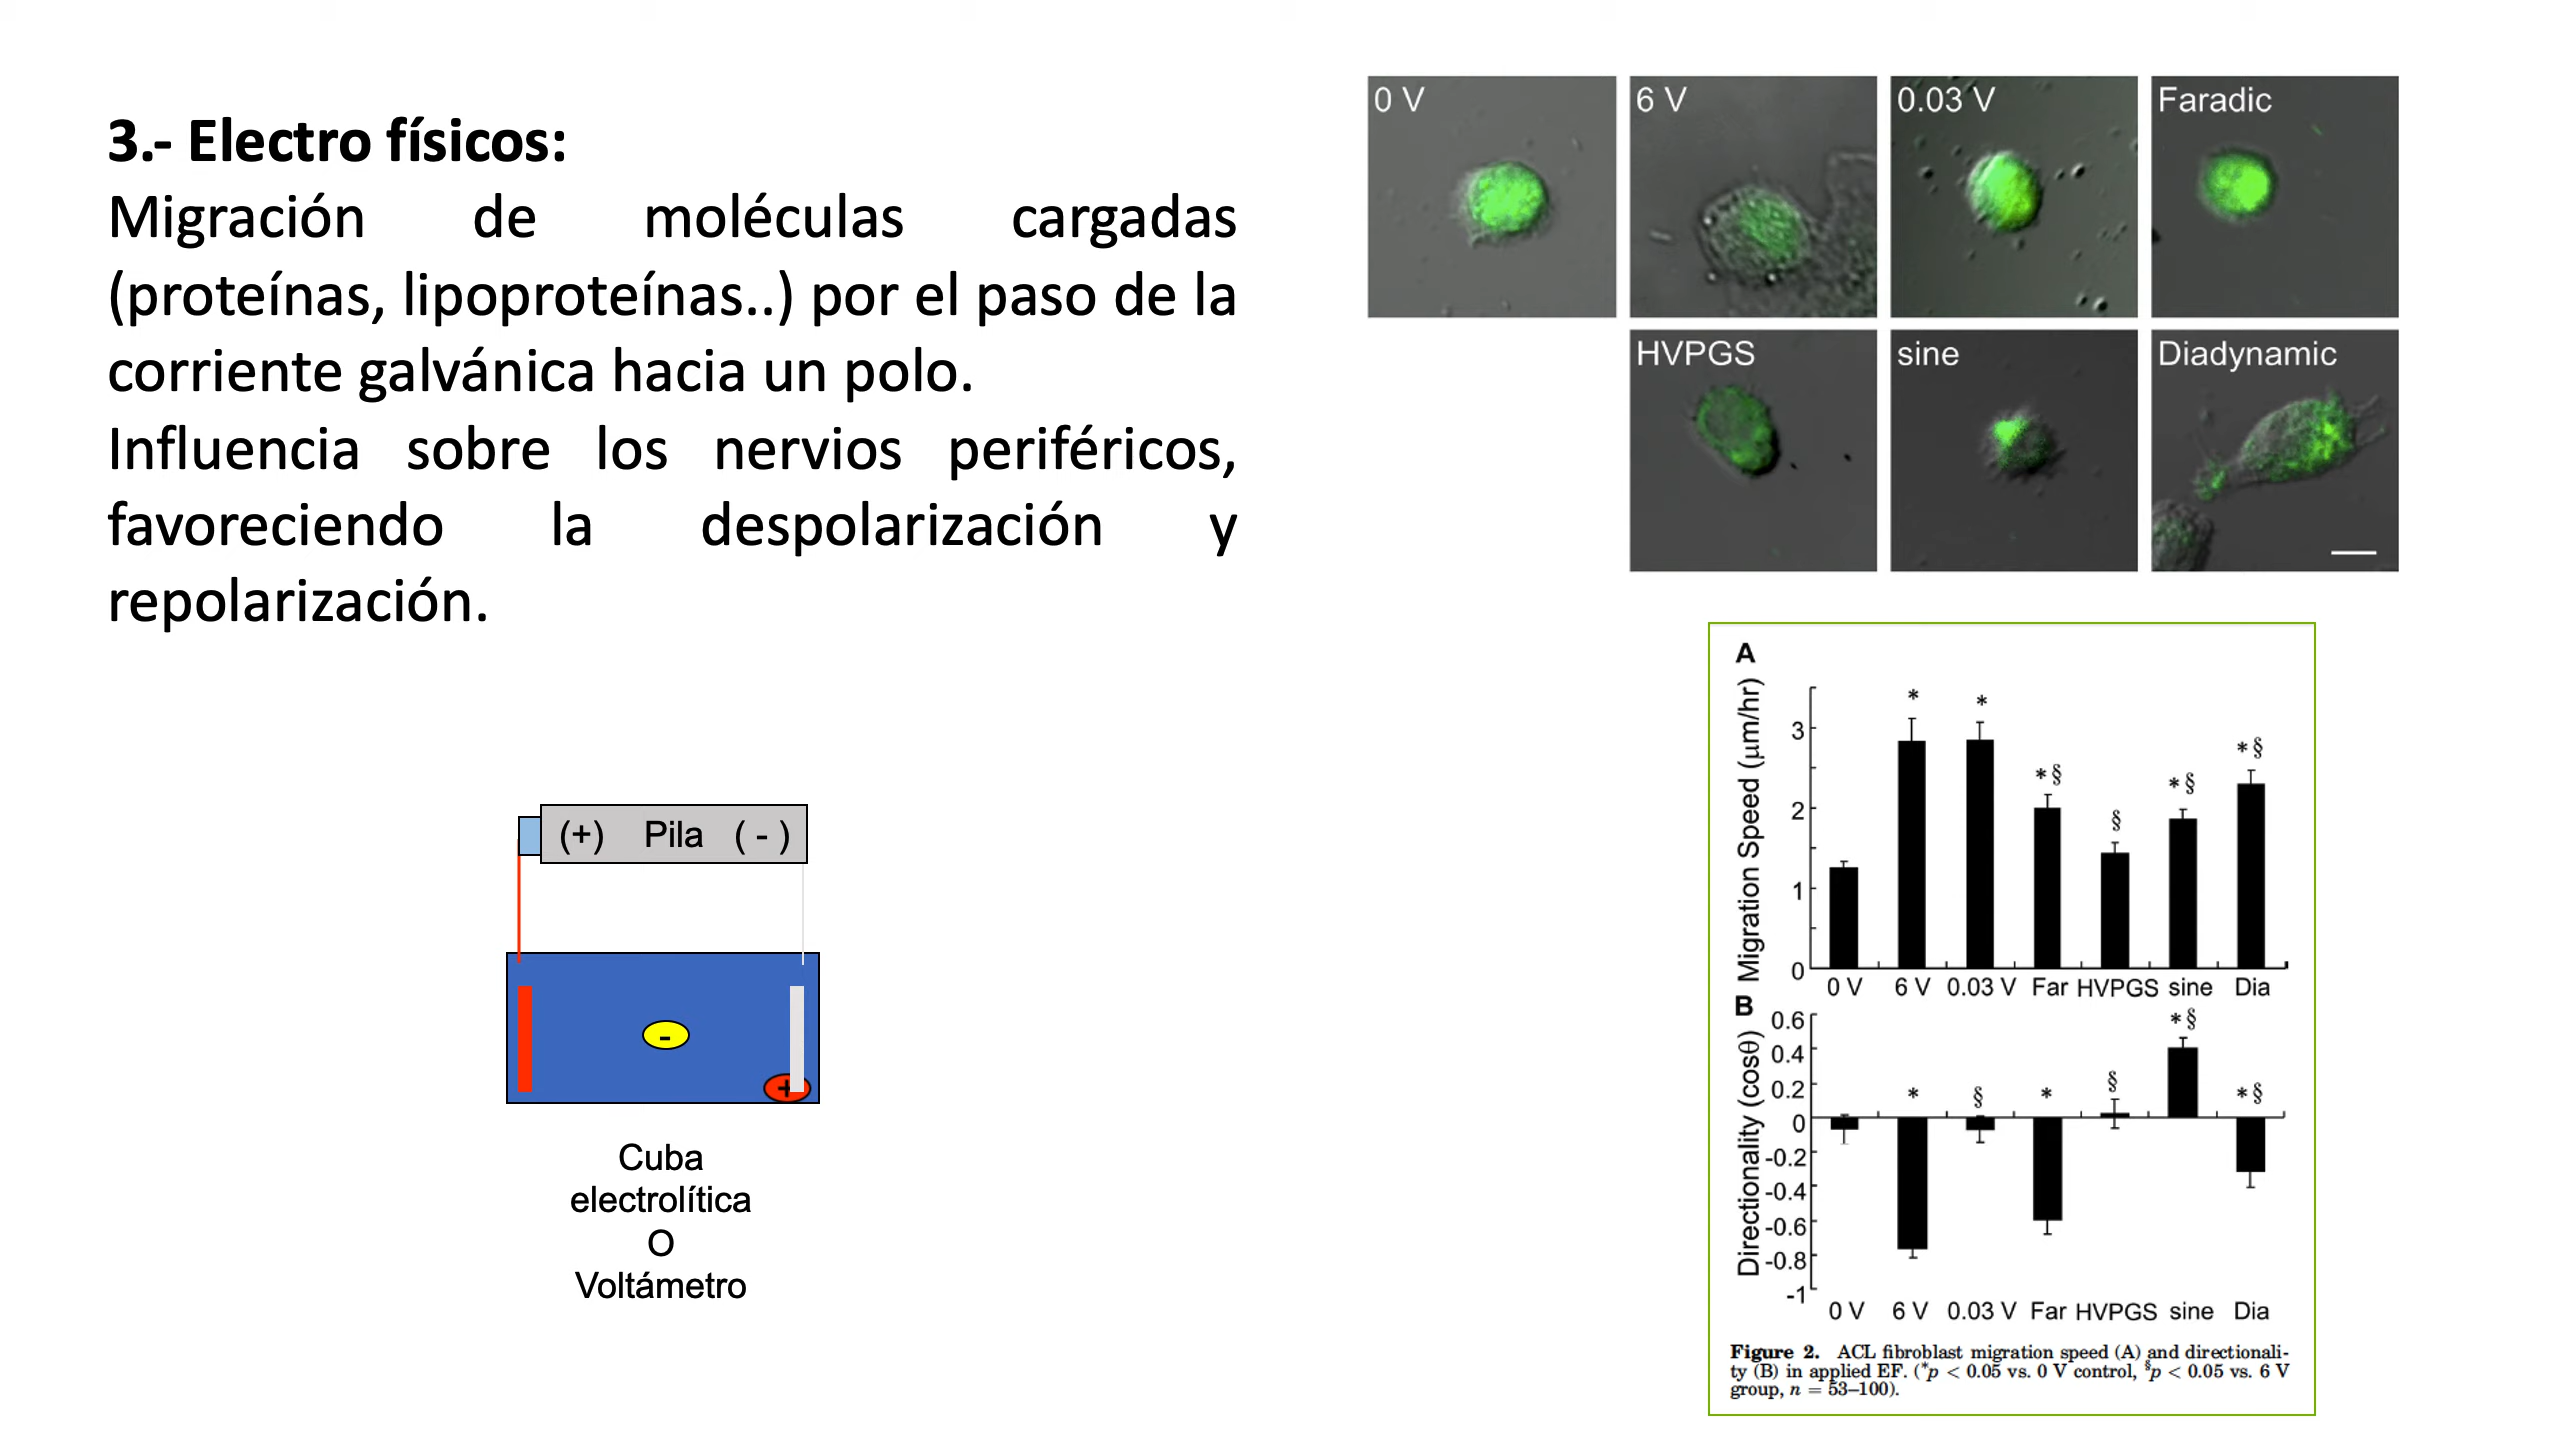 3.- Electro físicos:
Migración de moléculas cargadas
(proteínas, lipoproteínas..) por el paso de la
corriente galvánica hacia un polo.
Influencia sobre los nervios periféricos,
favoreciendo la despolarización y
repolarización.
(+) Pila ( - )
-
+
Cuba
electrolítica
O
Voltámetro
0 V
6 V
0.03 V
Faradic
HVPGS
sine
Diadynamic
A
Migration Speed (μm/hr)
3
2
1
0
*
*
* §
§
* §
* §
0 V 6 V 0.03 V Far HVPGS sine Dia
B
Directionality (cosθ)
0.6
0.4
0.2
0
-0.2
-0.4
-0.6
-0.8
-1
*
§
*
§
* §
* §
0 V 6 V 0.03 V Far HVPGS sine Dia
Figure 2. ACL fibroblast migration speed (A) and directionali-
ty (B) in applied EF. (*p < 0.05 vs. 0 V control, §p < 0.05 vs. 6 V
group, n = 53–100).